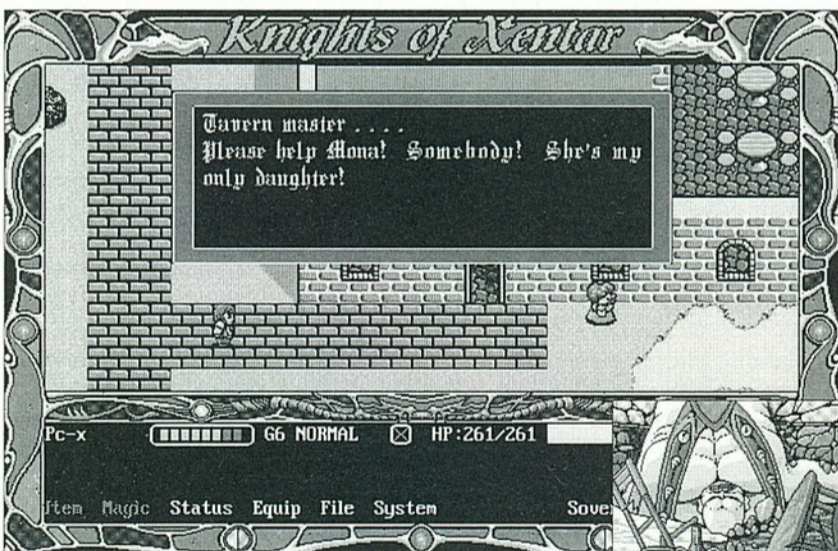 Knights of Xentar
Tavern master . . . .
Please help Mona! Somebody! She's my
only daughter!
Pc-x G6 NORMAL HP:261/261
Item Magic Status Equip File System Sove